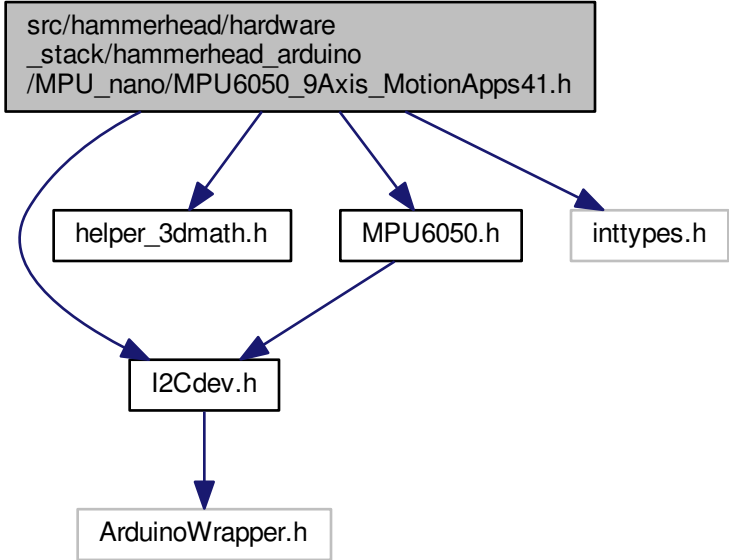 src/hammerhead/hardware
_stack/hammerhead_arduino
/MPU_nano/MPU6050_9Axis_MotionApps41.h
helper_3dmath.h
MPU6050.h
inttypes.h
I2Cdev.h
ArduinoWrapper.h